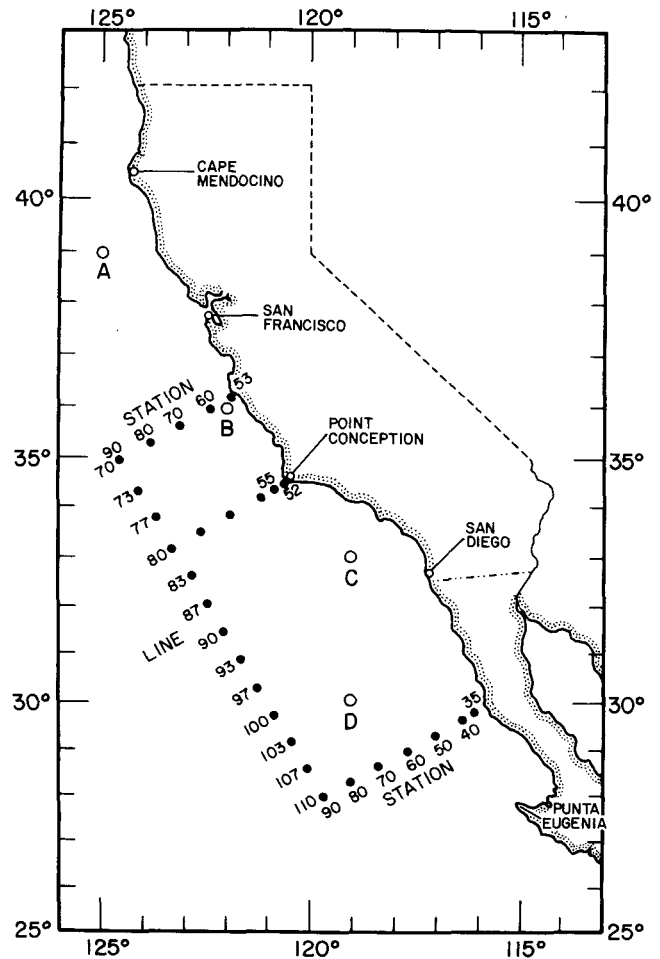 125° 120° 115°
CAPE
MENDOCINO
40° 40°
A
SAN
FRANCISCO
STATION
90 80 70 60 53
B
POINT
CONCEPTION
35° 35°
70
55
52
73
77
SAN
DIEGO
80
C
83
87
LINE
90
93
97
30° 30°
D
35
100
103
40
50
60
70
80
90
STATION
107
110
PUNTA
EUGENIA
25° 25°
125° 120° 115°